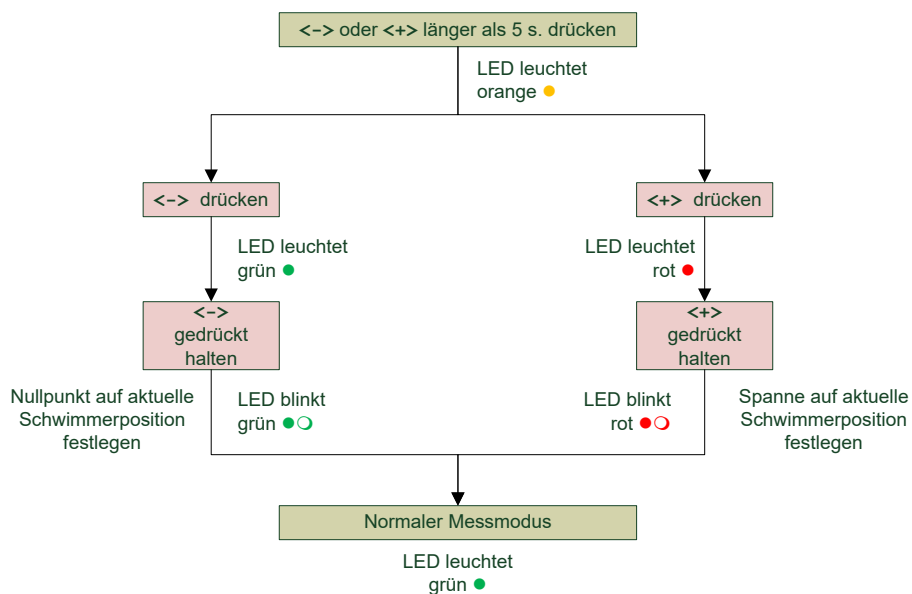 <-> oder <+> länger als 5 s. drücken
LED leuchtet
orange
<-> drücken
<+> drücken
LED leuchtet
grün
LED leuchtet
rot
<->
gedrückt
halten
<+>
gedrückt
halten
Nullpunkt auf aktuelle
Schwimmerposition
festlegen
LED blinkt
grün
LED blinkt
rot
Spanne auf aktuelle
Schwimmerposition
festlegen
Normaler Messmodus
LED leuchtet
grün